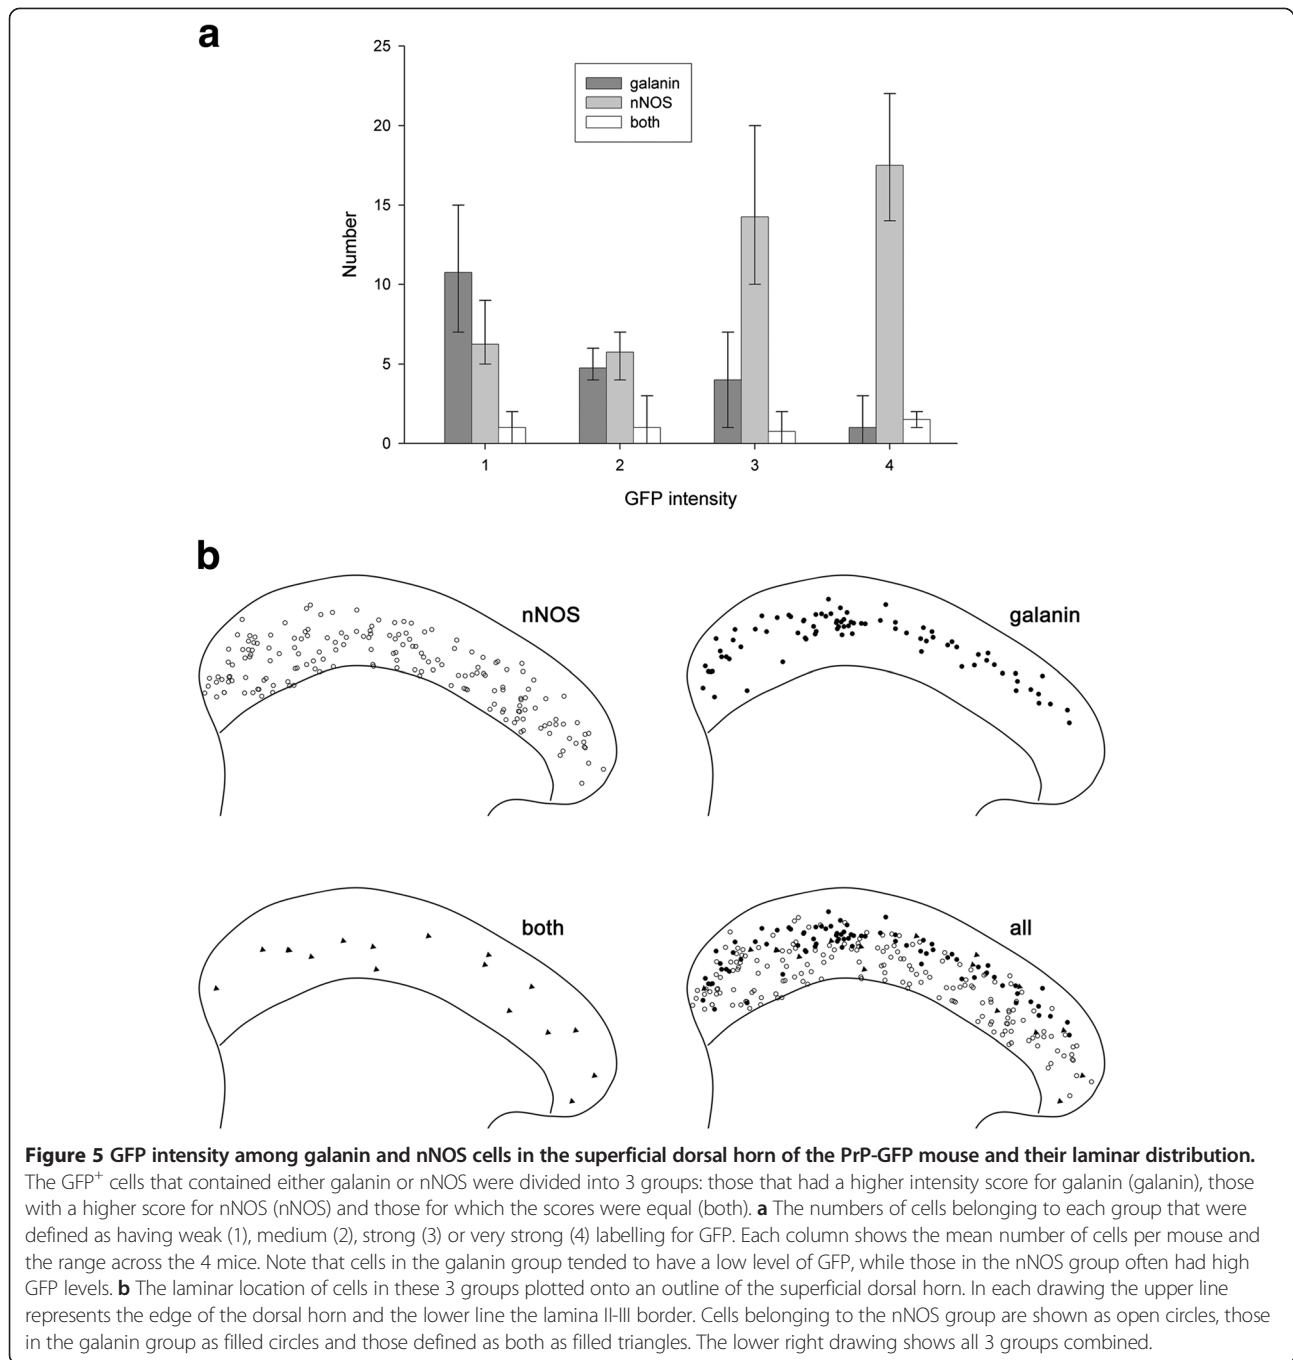 a
25
20
15
10
5
0
Number
galanin
nNOS
both
1 2 3 4
GFP intensity
b
nNOS
galanin
both
all
Figure 5 GFP intensity among galanin and nNOS cells in the superficial dorsal horn of the PrP-GFP mouse and their laminar distribution.
The GFP⁺ cells that contained either galanin or nNOS were divided into 3 groups: those that had a higher intensity score for galanin (galanin), those
with a higher score for nNOS (nNOS) and those for which the scores were equal (both). a The numbers of cells belonging to each group that were
defined as having weak (1), medium (2), strong (3) or very strong (4) labelling for GFP. Each column shows the mean number of cells per mouse and
the range across the 4 mice. Note that cells in the galanin group tended to have a low level of GFP, while those in the nNOS group often had high
GFP levels. b The laminar location of cells in these 3 groups plotted onto an outline of the superficial dorsal horn. In each drawing the upper line
represents the edge of the dorsal horn and the lower line the lamina II-III border. Cells belonging to the nNOS group are shown as open circles, those
in the galanin group as filled circles and those defined as both as filled triangles. The lower right drawing shows all 3 groups combined.